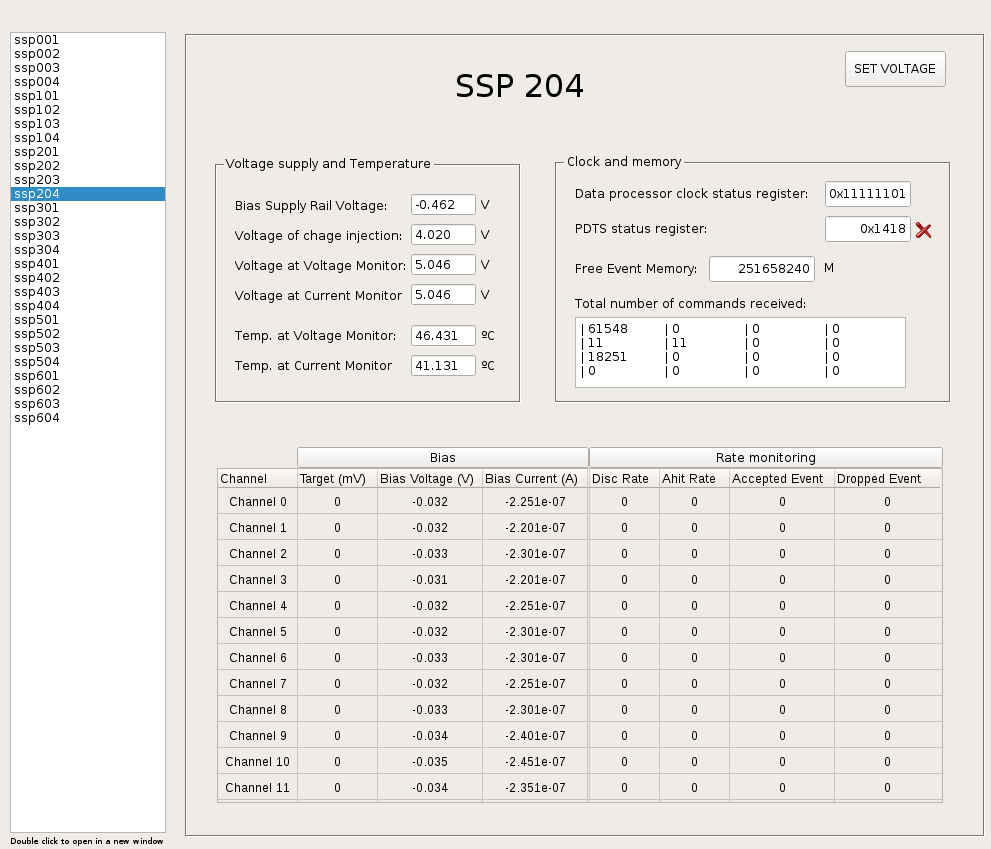 ssp001
ssp002
ssp003
ssp004
ssp101
ssp102
ssp103
ssp104
ssp201
ssp202
ssp203
ssp204
ssp301
ssp302
ssp303
ssp304
ssp401
ssp402
ssp403
ssp404
ssp501
ssp502
ssp503
ssp504
ssp601
ssp602
ssp603
ssp604
Double click to open in a new window
SSP 204
SET VOLTAGE
Voltage supply and Temperature
Bias Supply Rail Voltage: -0.462 V
Voltage of chage injection: 4.020 V
Voltage at Voltage Monitor: 5.046 V
Voltage at Current Monitor 5.046 V
Temp. at Voltage Monitor: 46.431 ºC
Temp. at Current Monitor 41.131 ºC
Clock and memory
Data processor clock status register: 0x11111101
PDTS status register: 0x1418
Free Event Memory: 251658240 M
Total number of commands received:
| 61548 | 0 | 0 | 0
| 11 | 11 | 0 | 0
| 18251 | 0 | 0 | 0
| 0 | 0 | 0 | 0
Bias Rate monitoring
Channel Target (mV) Bias Voltage (V) Bias Current (A) Disc Rate Ahit Rate Accepted Event Dropped Event
Channel 0 0 -0.032 -2.251e-07 0 0 0 0
Channel 1 0 -0.032 -2.201e-07 0 0 0 0
Channel 2 0 -0.033 -2.301e-07 0 0 0 0
Channel 3 0 -0.031 -2.201e-07 0 0 0 0
Channel 4 0 -0.032 -2.251e-07 0 0 0 0
Channel 5 0 -0.032 -2.301e-07 0 0 0 0
Channel 6 0 -0.033 -2.301e-07 0 0 0 0
Channel 7 0 -0.032 -2.251e-07 0 0 0 0
Channel 8 0 -0.033 -2.301e-07 0 0 0 0
Channel 9 0 -0.034 -2.401e-07 0 0 0 0
Channel 10 0 -0.035 -2.451e-07 0 0 0 0
Channel 11 0 -0.034 -2.351e-07 0 0 0 0